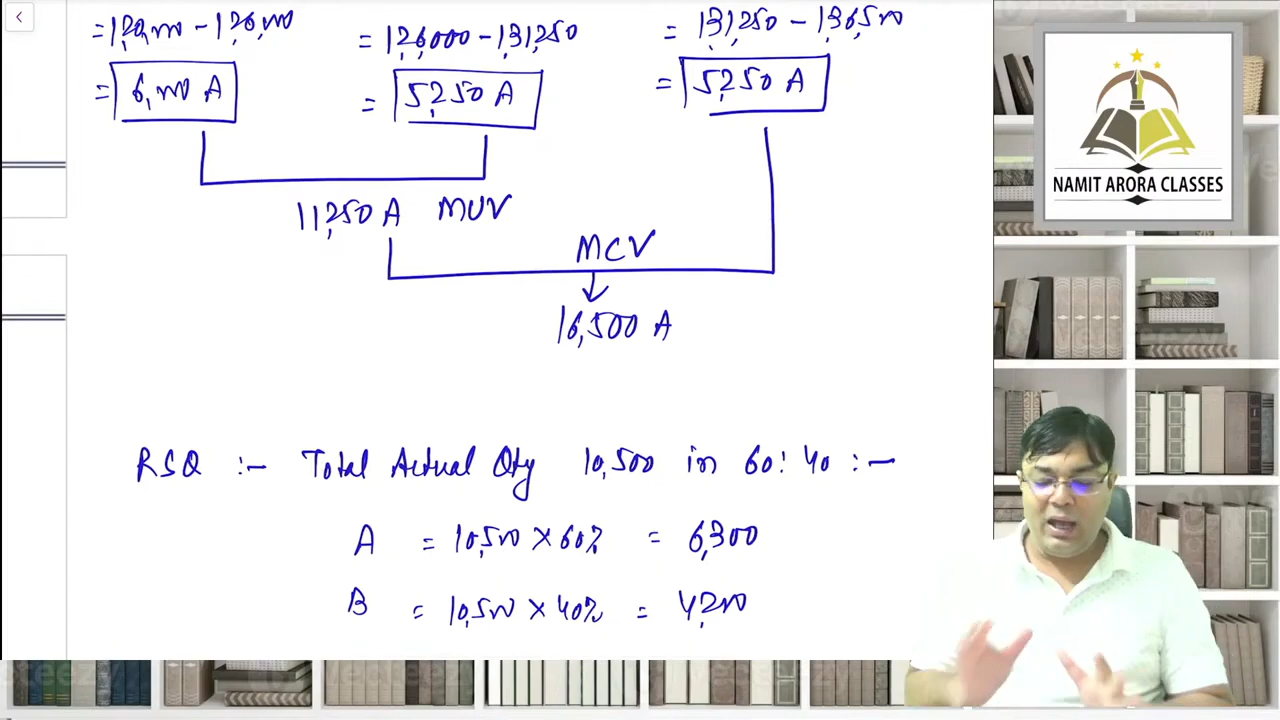 = 1,20,000 - 1,26,000
= 6,000 A
= 1,26,000 - 1,31,250
= 5,250 A
= 1,31,250 - 1,36,500
= 5,250 A
11,250 A MUV
MCV
16,500 A
RSQ :- Total Actual Qty 10,500 in 60:40 :-
A = 10,500 × 60% = 6,300
B = 10,500 × 40% = 4,200
NAMIT ARORA CLASSES